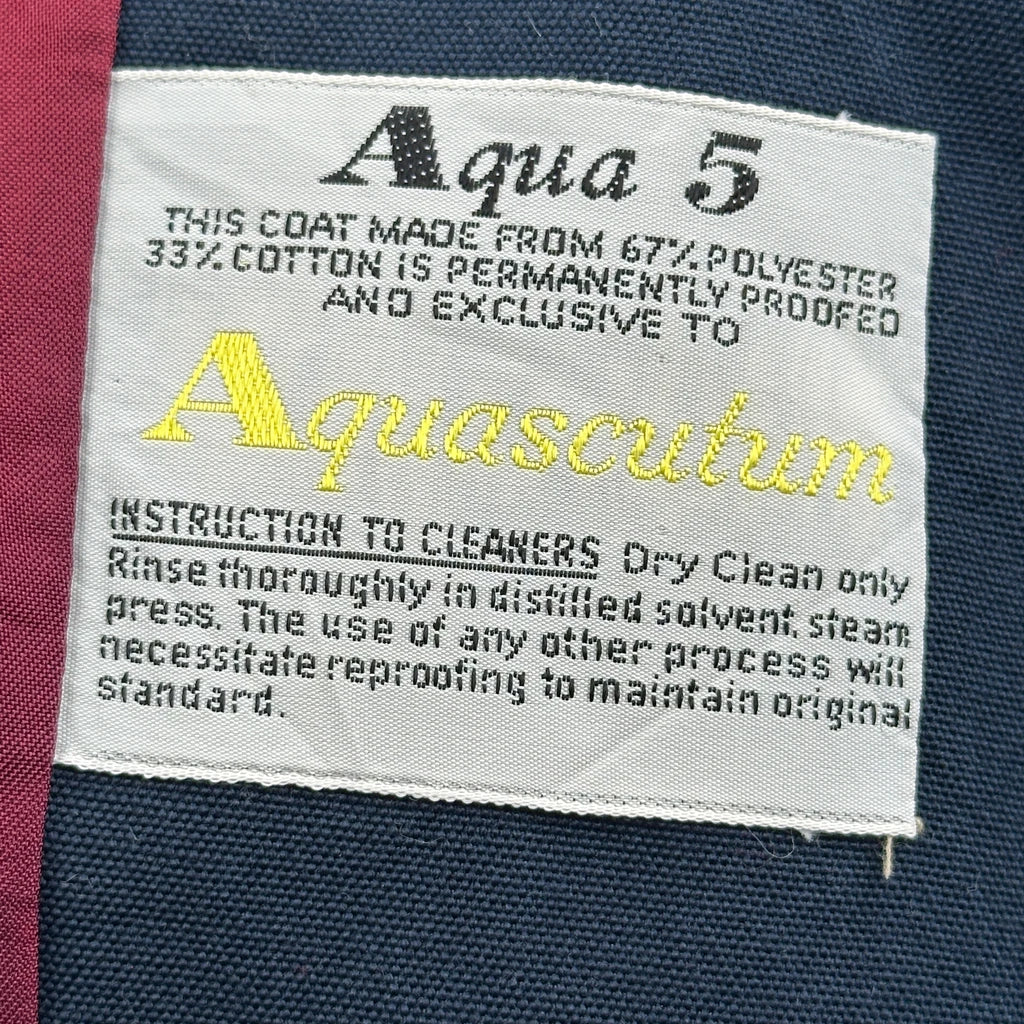 Aqua 5
THIS COAT MADE FROM 67% POLYESTER
33% COTTON IS PERMANENTLY PROOFED
AND EXCLUSIVE TO
Aquascutum
INSTRUCTION TO CLEANERS Dry Clean only
Rinse thoroughly in distilled solvent, steam
press. The use of any other process will
necessitate reproofing to maintain original
standard.